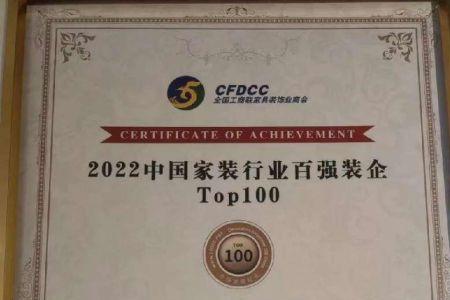 CFDCC
全国工商联家具装饰业商会
CERTIFICATE OF ACHIEVEMENT
2022中国家装行业百强装企
Top100
TOP
100